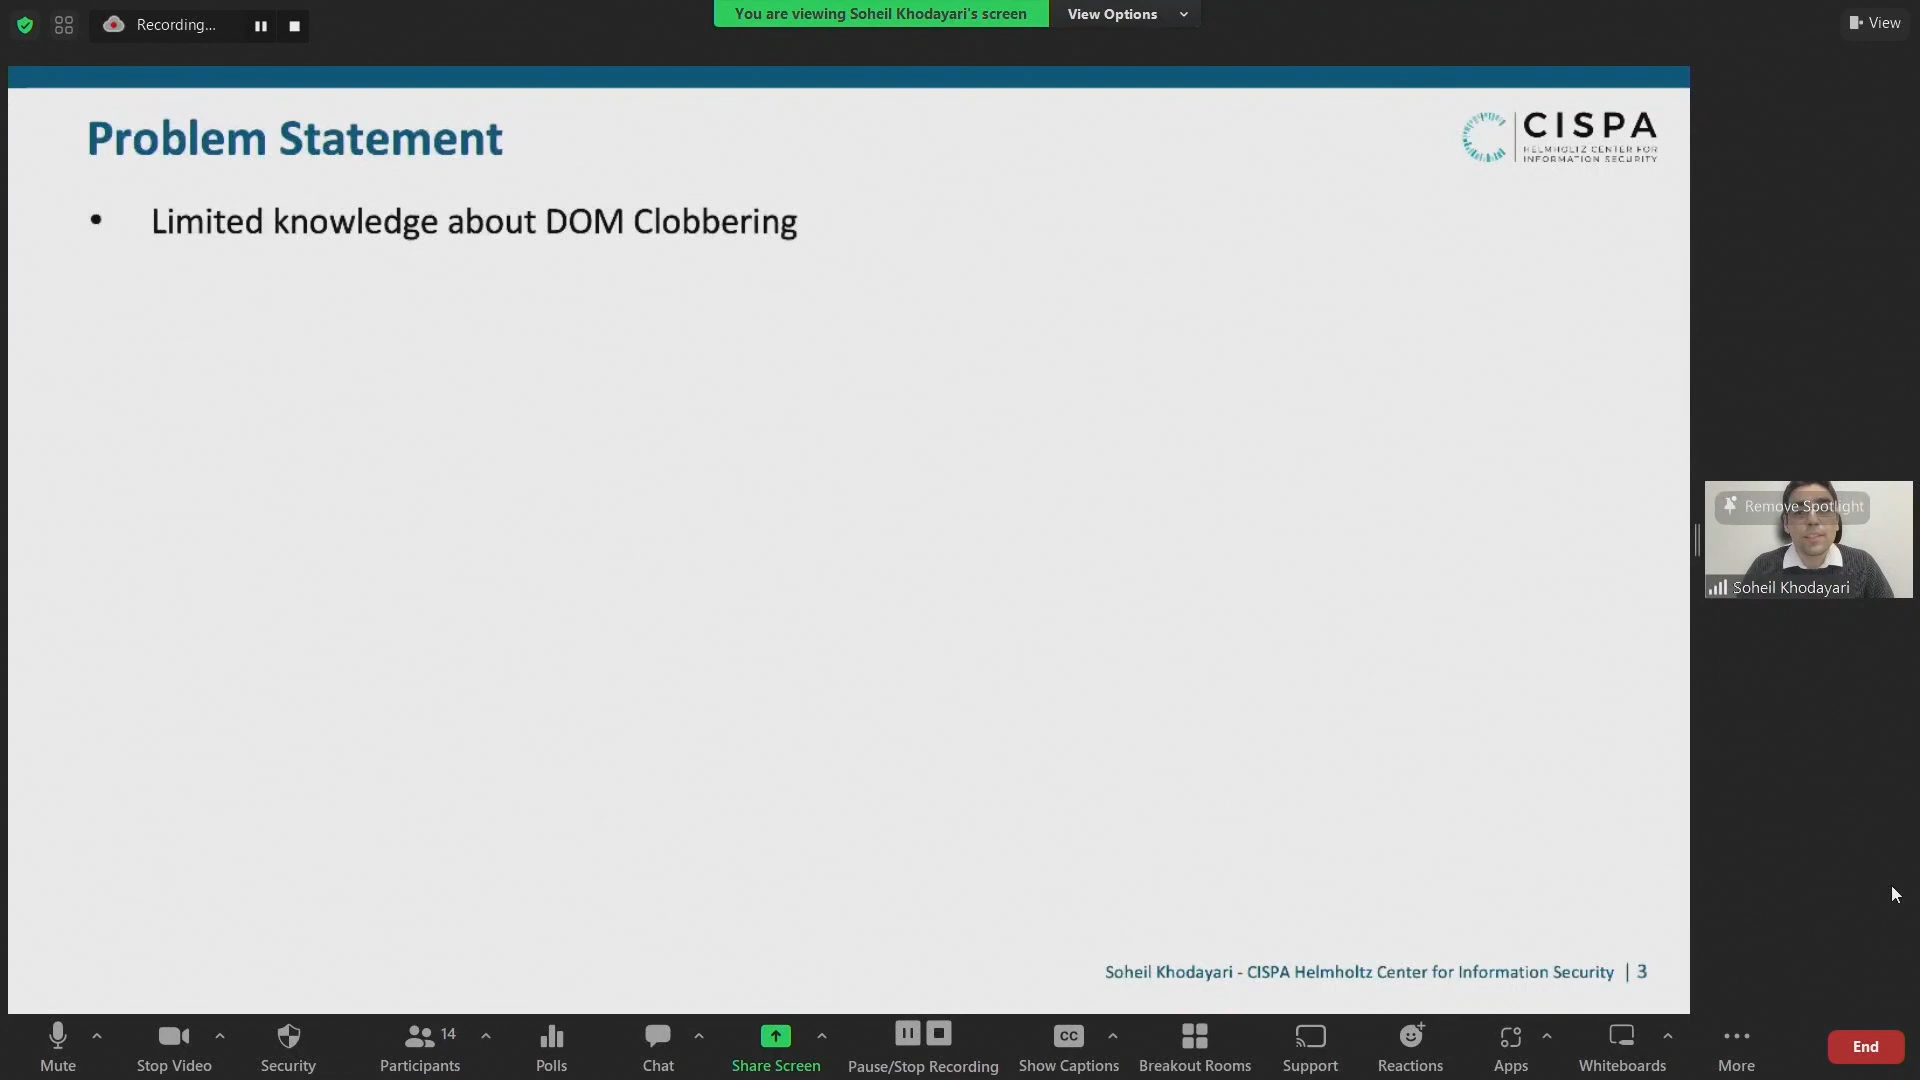 Recording...
You are viewing Soheil Khodayari's screen
View Options
View
Problem Statement
CISPA
HELMHOLTZ CENTER FOR
INFORMATION SECURITY
• Limited knowledge about DOM Clobbering
Remove Spotlight
Soheil Khodayari
Soheil Khodayari - CISPA Helmholtz Center for Information Security | 3
Mute
Stop Video
Security
Participants
14
Polls
Chat
Share Screen
Pause/Stop Recording
CC
Show Captions
Breakout Rooms
Support
Reactions
Apps
Whiteboards
More
End